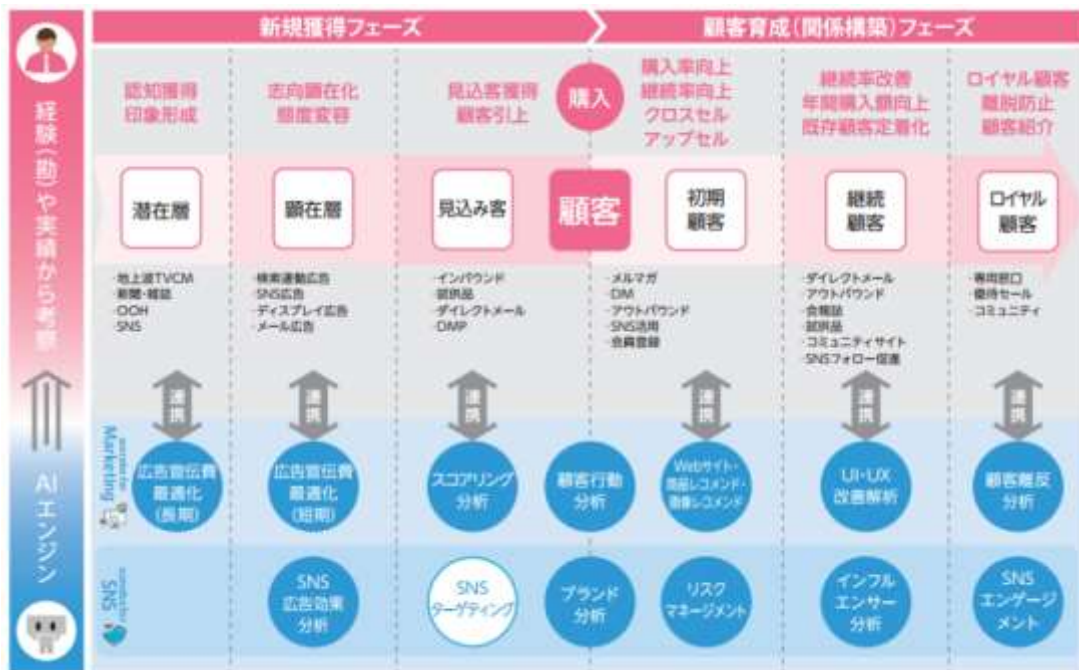 新規獲得フェーズ
顧客育成(関係構築)フェーズ
経験(勘)や実績から考察
AIエンジン
認知獲得
印象形成
志向顕在化
態度変容
見込客獲得
顧客引上
購入
購入率向上
継続率向上
クロスセル
アップセル
継続率改善
年間購入額向上
既存顧客定着化
ロイヤル顧客
離脱防止
顧客紹介
潜在層
顕在層
見込み客
顧客
初期
顧客
継続
顧客
ロイヤル
顧客
・地上波TVCM
・新聞・雑誌
・OOH
・SNS
・検索連動広告
・SNS広告
・ディスプレイ広告
・メール広告
・インバウンド
・試供品
・ダイレクトメール
・DMP
・メルマガ
・DM
・アウトバウンド
・SNS活用
・会員登録
・ダイレクトメール
・アウトバウンド
・会報誌
・試供品
・コミュニティサイト
・SNSフォロー促進
・専用窓口
・優待セール
・コミュニティ
連携
連携
連携
連携
連携
連携
Marketing
広告宣伝費
最適化
(長期)
広告宣伝費
最適化
(短期)
スコアリング
分析
顧客行動
分析
Webサイト・
商品レコメンド・
画像レコメンド
UI・UX
改善解析
顧客離反
分析
SNS
SNS
広告効果
分析
SNS
ターゲティング
ブランド
分析
リスク
マネージメント
インフル
エンサー
分析
SNS
エンゲージ
メント